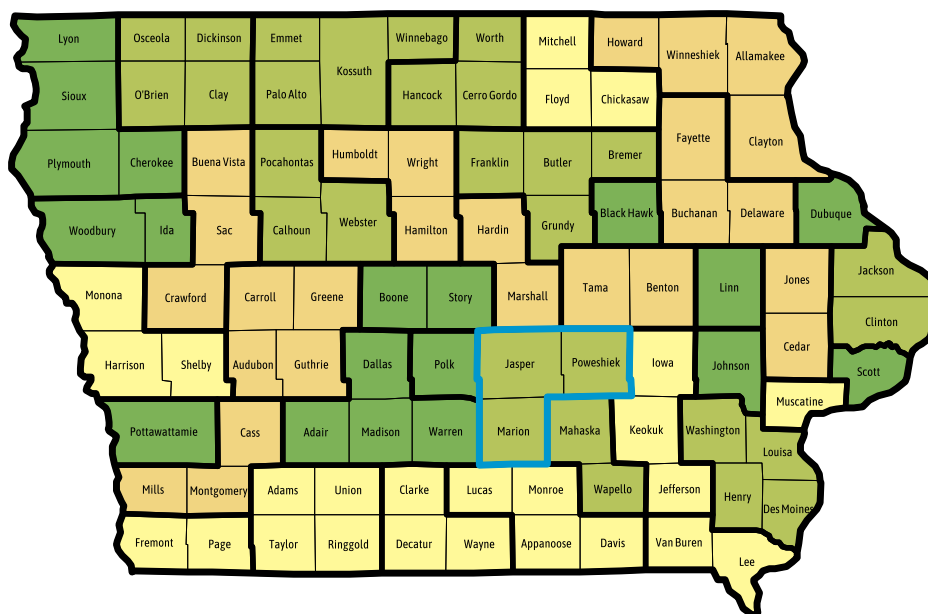 Lyon
Osceola
Dickinson
Emmet
Kossuth
Winnebago
Worth
Mitchell
Howard
Winneshiek
Allamakee
Sioux
O'Brien
Clay
Palo Alto
Hancock
Cerro Gordo
Floyd
Chickasaw
Fayette
Clayton
Plymouth
Cherokee
Buena Vista
Pocahontas
Humboldt
Wright
Franklin
Butler
Bremer
Woodbury
Ida
Sac
Calhoun
Webster
Hamilton
Hardin
Grundy
Black Hawk
Buchanan
Delaware
Dubuque
Monona
Crawford
Carroll
Greene
Boone
Story
Marshall
Tama
Benton
Linn
Jones
Jackson
Clinton
Harrison
Shelby
Audubon
Guthrie
Dallas
Polk
Jasper
Poweshiek
Iowa
Johnson
Cedar
Scott
Muscatine
Pottawattamie
Cass
Adair
Madison
Warren
Marion
Mahaska
Keokuk
Washington
Louisa
Mills
Montgomery
Adams
Union
Clarke
Lucas
Monroe
Wapello
Jefferson
Henry
Des Moines
Fremont
Page
Taylor
Ringgold
Decatur
Wayne
Appanoose
Davis
Van Buren
Lee